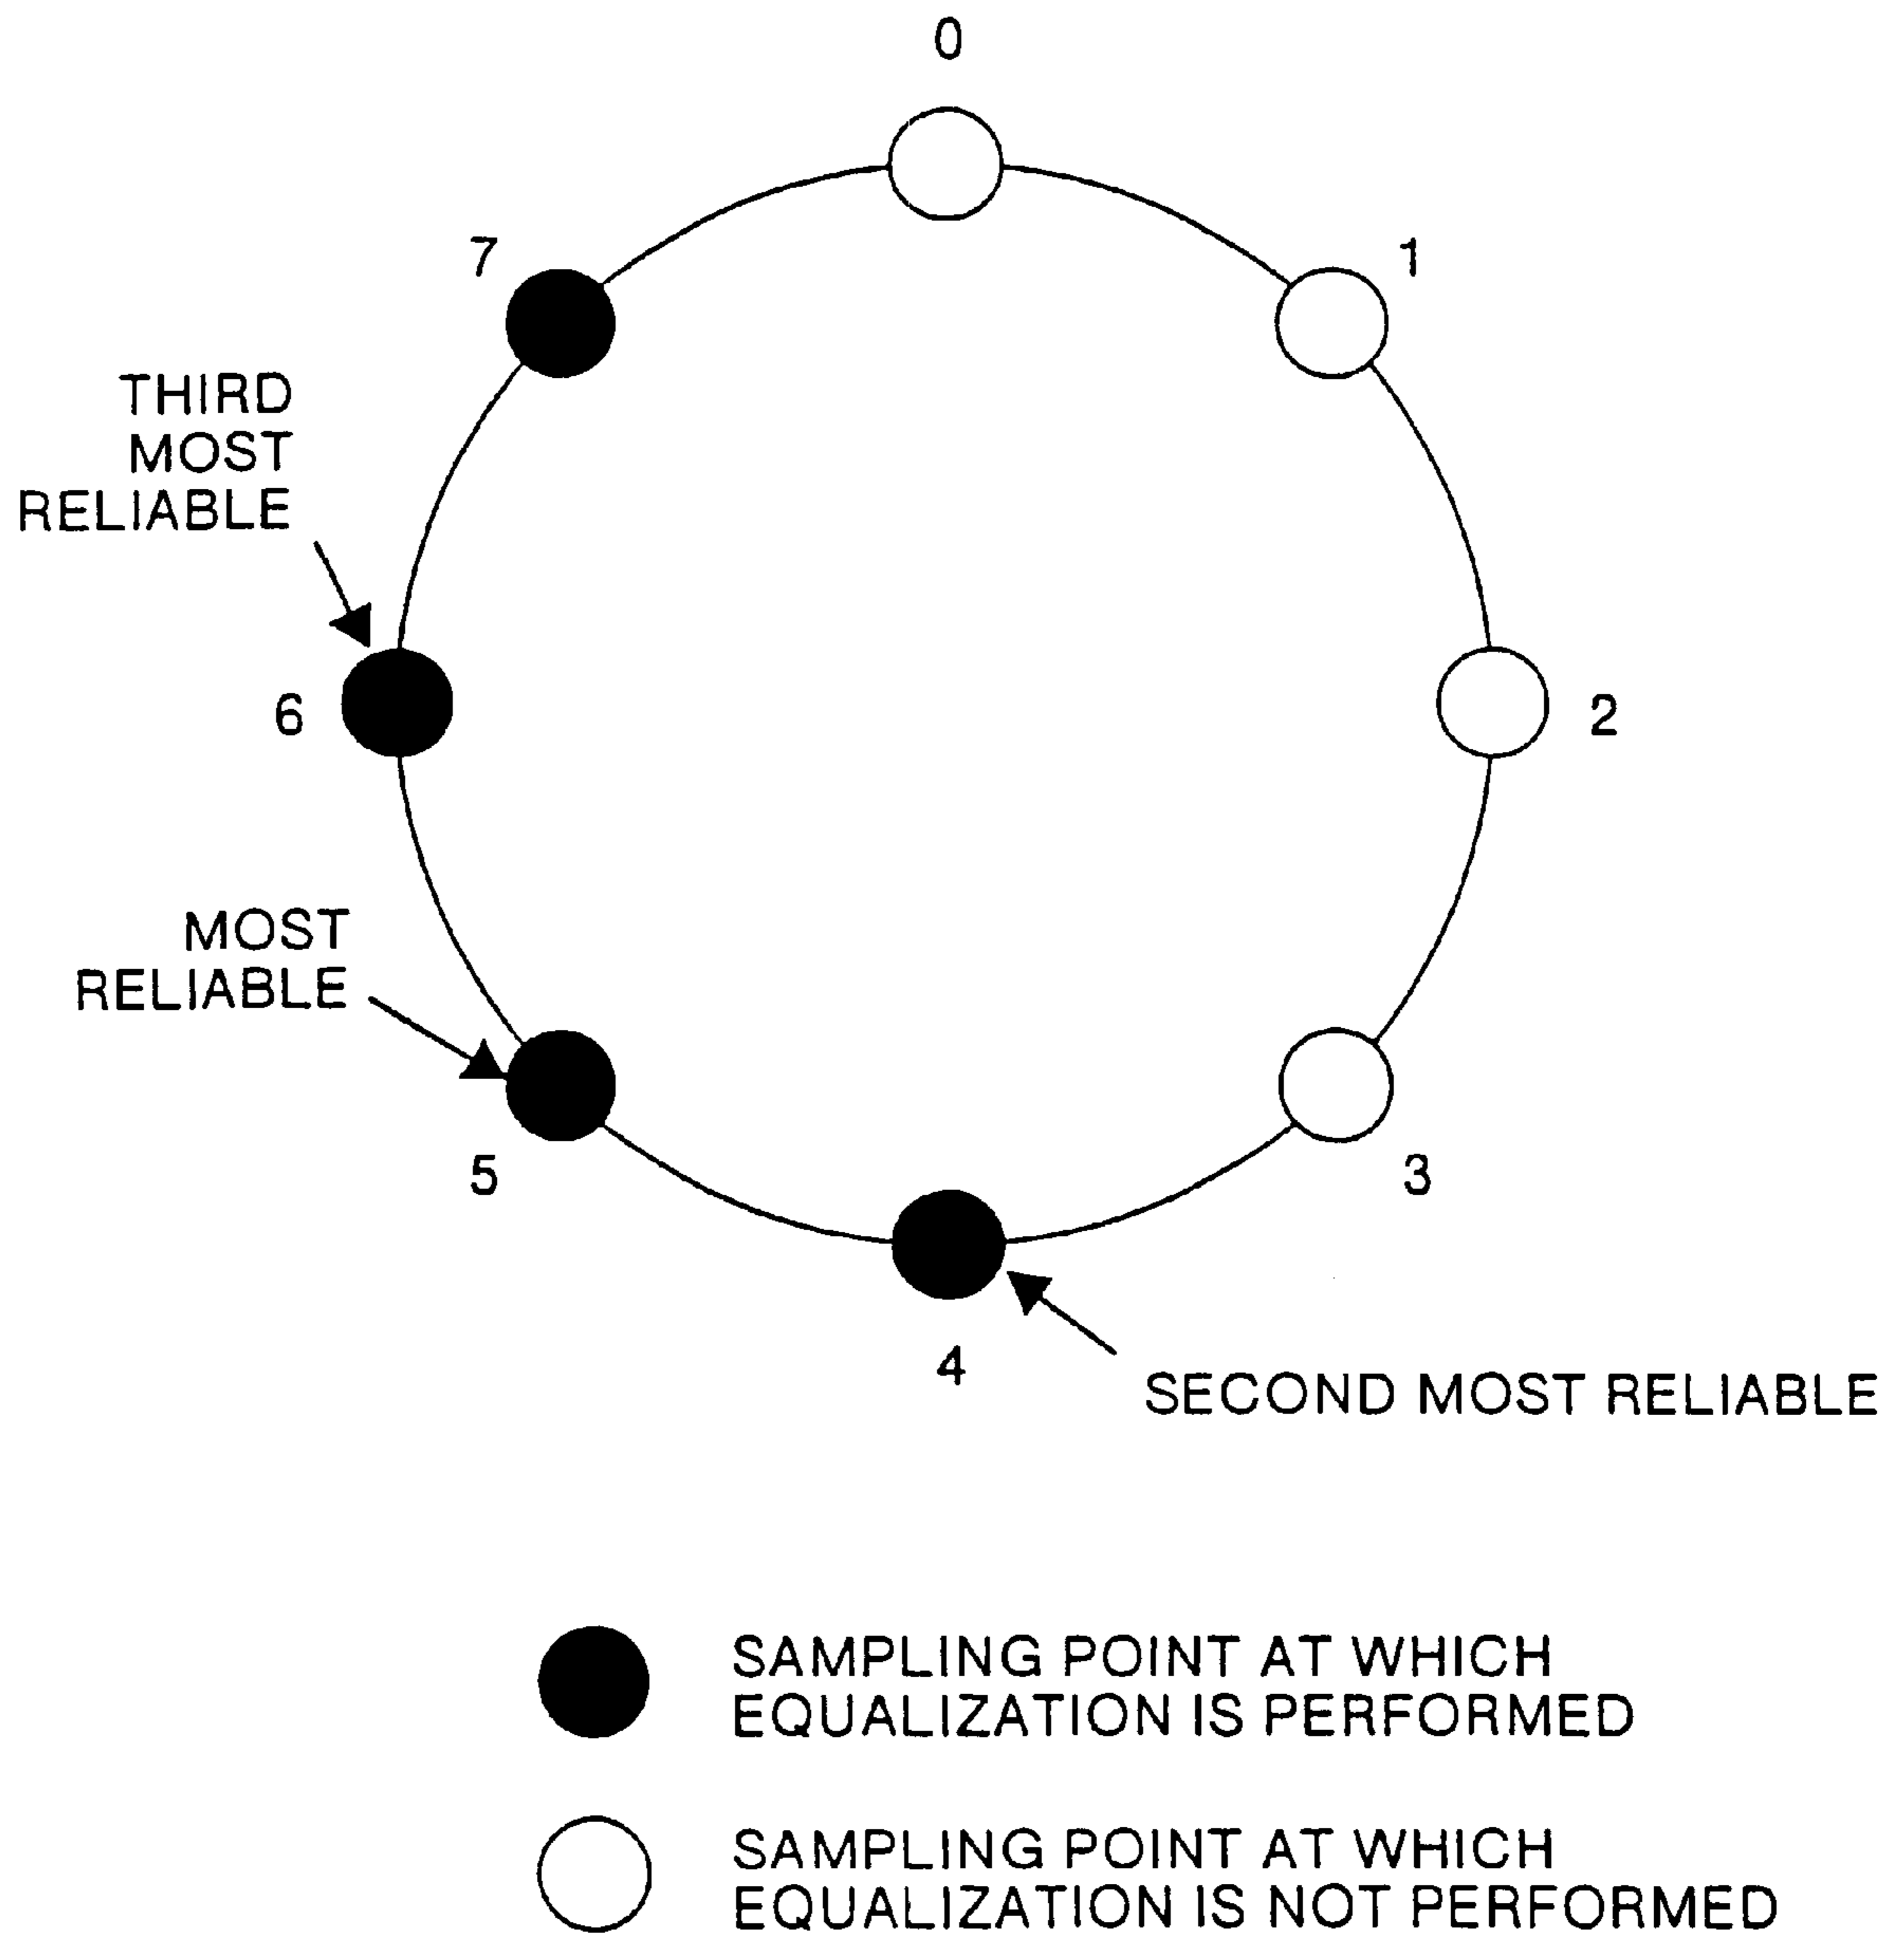 0
7
1
THIRD
MOST
RELIABLE
6
2
MOST
RELIABLE
5
3
4
SECOND MOST RELIABLE
SAMPLING POINT AT WHICH
EQUALIZATION IS PERFORMED
SAMPLING POINT AT WHICH
EQUALIZATION IS NOT PERFORMED